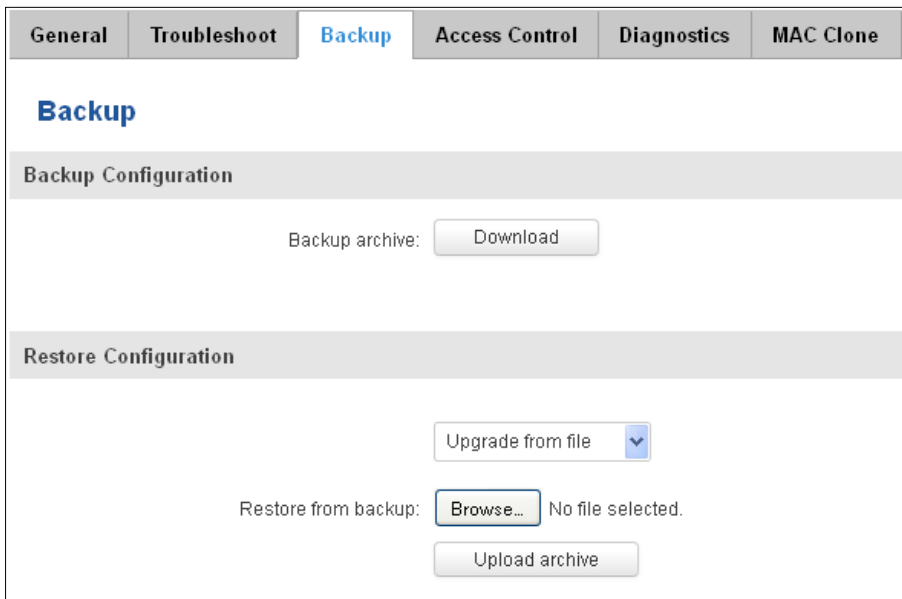 General Troubleshoot Backup Access Control Diagnostics MAC Clone
Backup
Backup Configuration
Backup archive: Download
Restore Configuration
Upgrade from file
Restore from backup: Browse... No file selected.
Upload archive